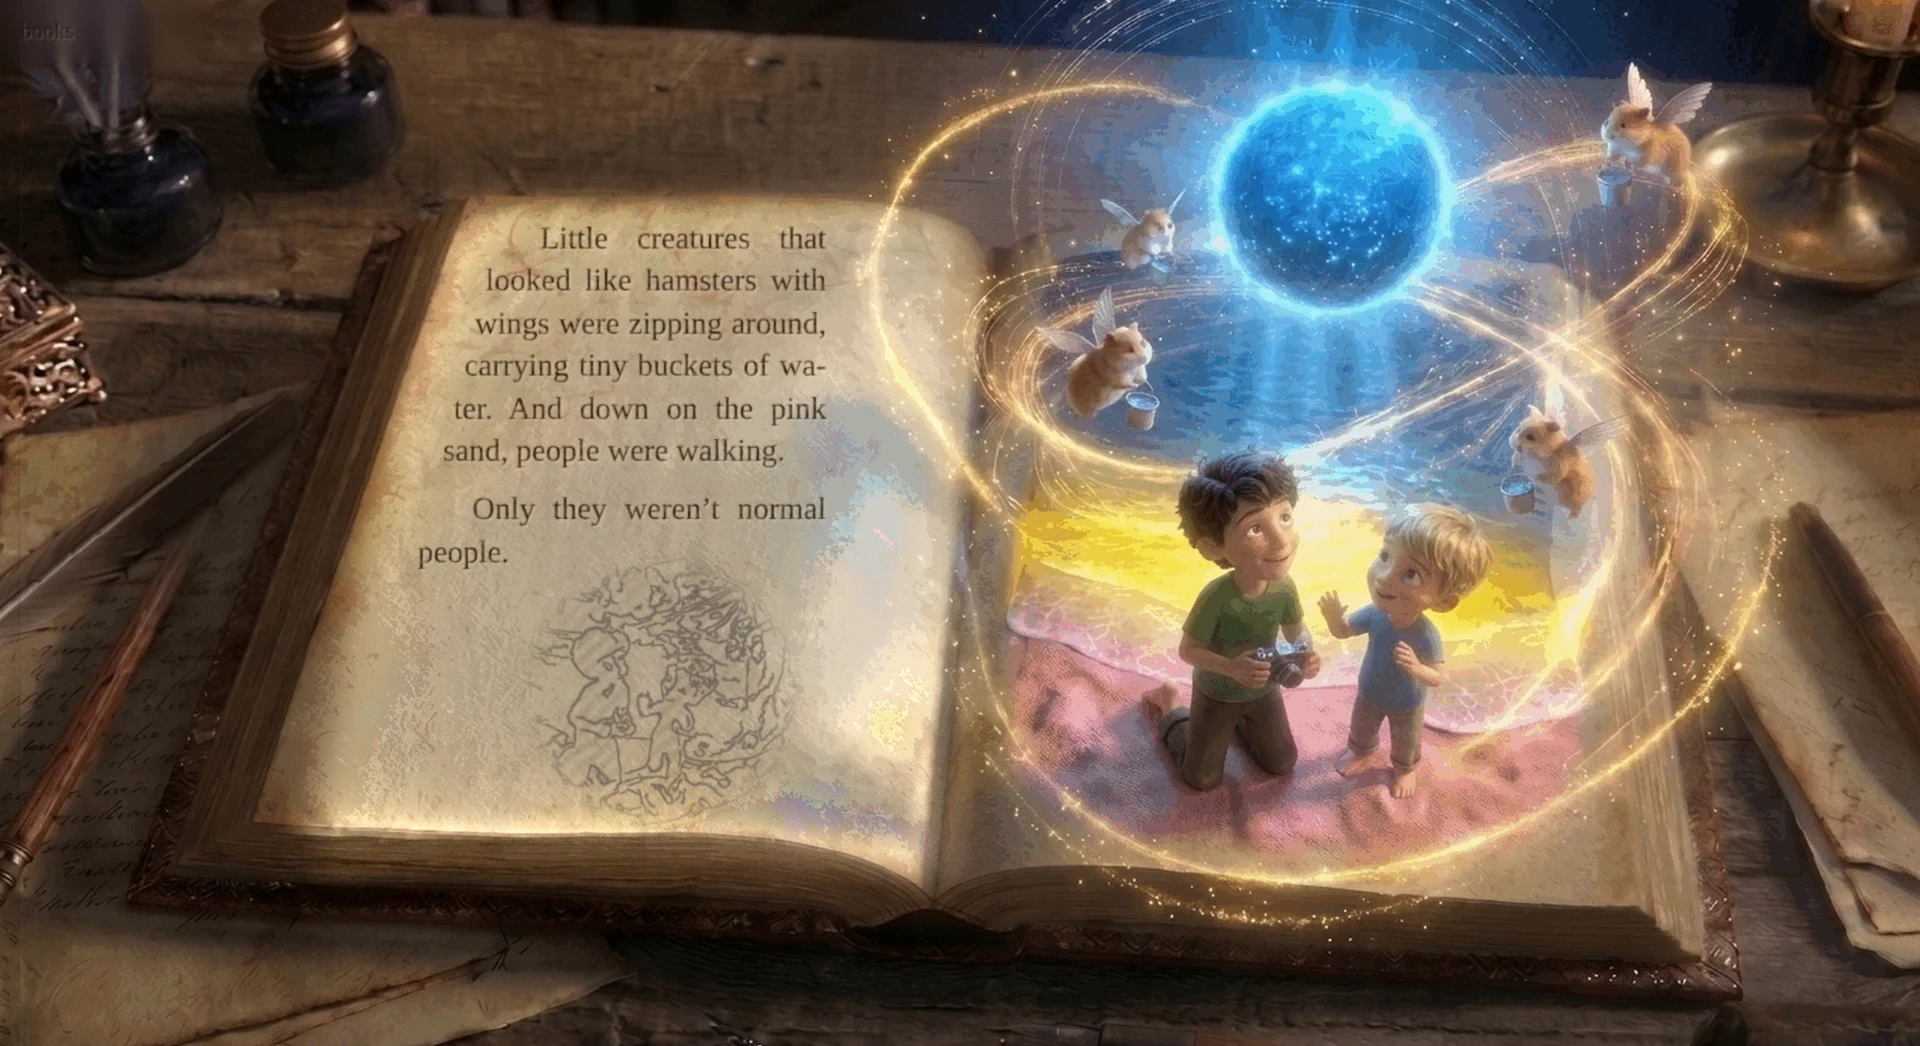 books
Little creatures that
looked like hamsters with
wings were zipping around,
carrying tiny buckets of wa-
ter. And down on the pink
sand, people were walking.
Only they weren’t normal
people.